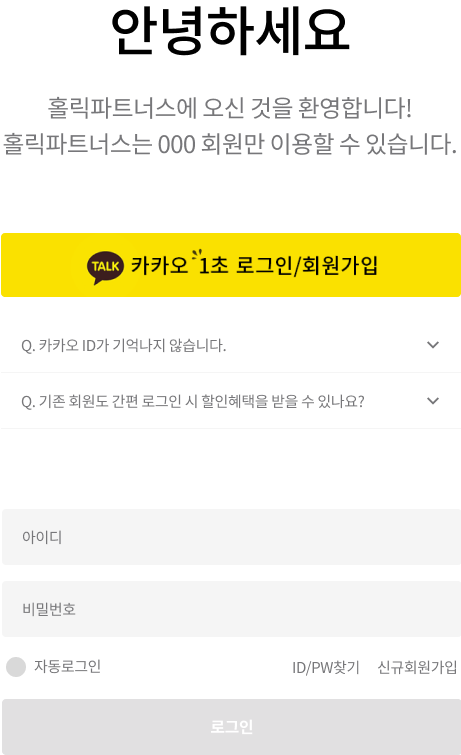 안녕하세요
홀릭파트너스에 오신 것을 환영합니다!
홀릭파트너스는 000 회원만 이용할 수 있습니다.
TALK 카카오 1초 로그인/회원가입
Q. 카카오 ID가 기억나지 않습니다.
Q. 기존 회원도 간편 로그인 시 할인혜택을 받을 수 있나요?
아이디
비밀번호
자동로그인 ID/PW찾기 신규회원가입
로그인